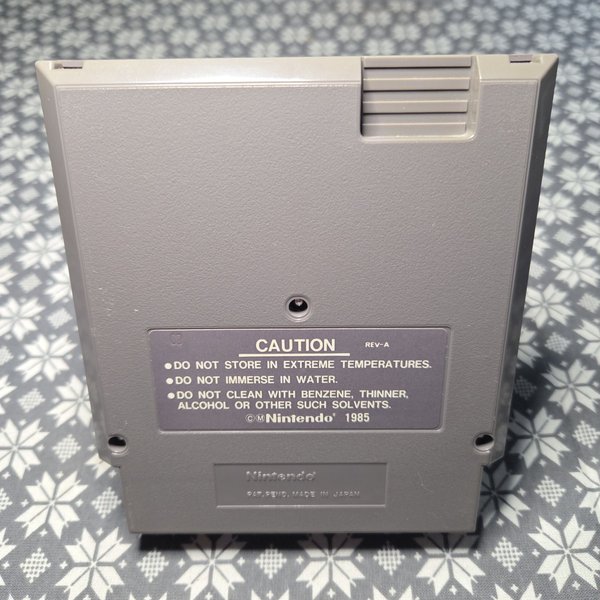 CAUTION REV-A
●DO NOT STORE IN EXTREME TEMPERATURES.
●DO NOT IMMERSE IN WATER.
●DO NOT CLEAN WITH BENZENE, THINNER,
ALCOHOL OR OTHER SUCH SOLVENTS.
©Ⓜ Nintendo® 1985
Nintendo®
PAT. PEND. MADE IN JAPAN